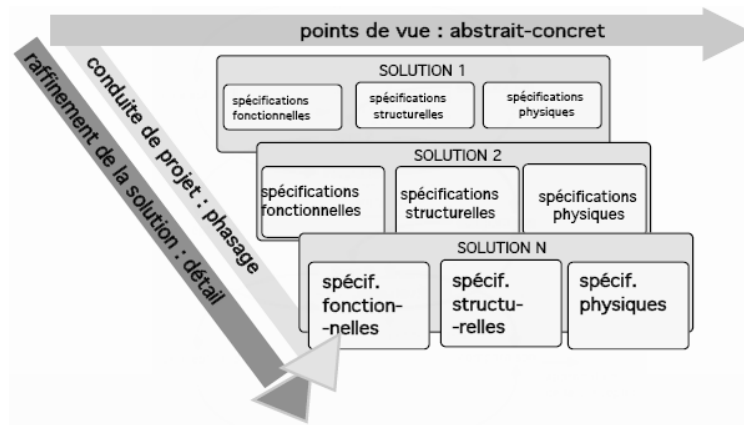 points de vue : abstrait-concret
raffinement de la solution : détail
conduite de projet : phasage
SOLUTION 1
spécifications
fonctionnelles
spécifications
structurelles
spécifications
physiques
SOLUTION 2
spécifications
fonctionnelles
spécifications
structurelles
spécifications
physiques
SOLUTION N
spécif.
fonction-
-nelles
spécif.
structu-
-relles
spécif.
physiques